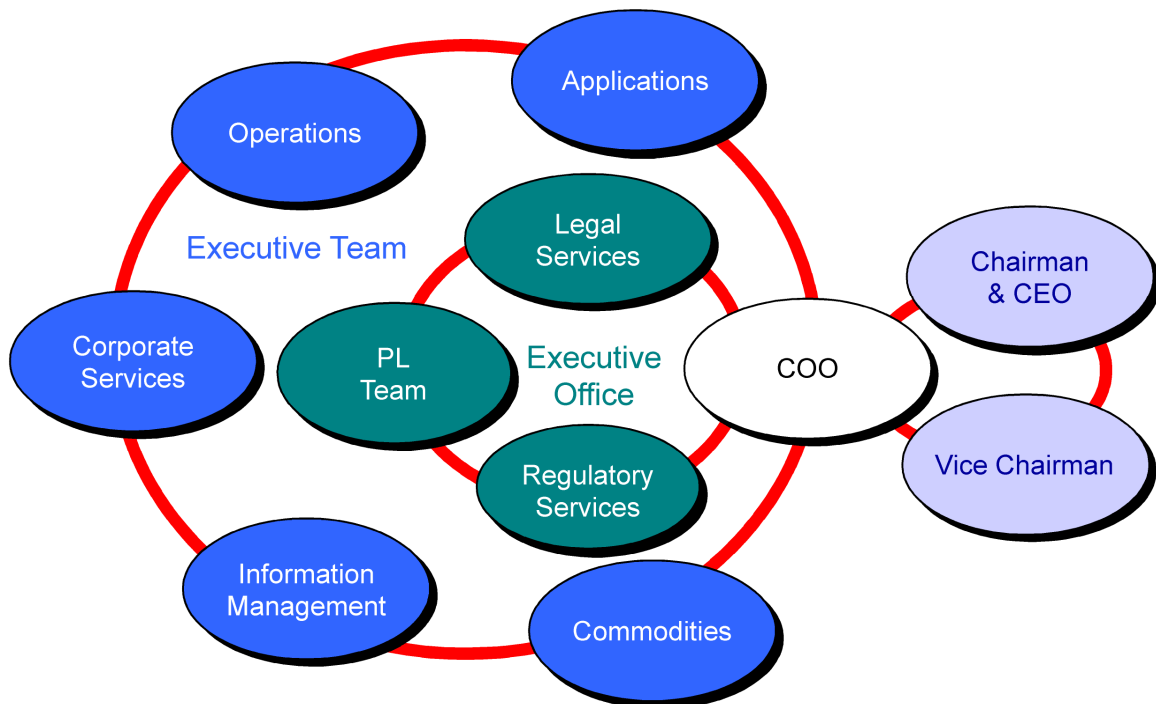 Applications
Operations
Legal
Services
Executive Team
Chairman
& CEO
Corporate
Services
PL
Team
Executive
Office
COO
Vice Chairman
Regulatory
Services
Information
Management
Commodities